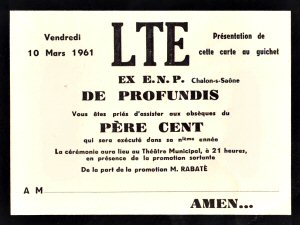 Vendredi
10 Mars 1961
LTE
Présentation de
cette carte au guichet
EX E.N.P. Chalon-s-Saône
DE PROFUNDIS
Vous êtes priés d'assister aux obsèques du
PÈRE CENT
qui sera exécuté dans sa nième année
La cérémonie aura lieu au Théâtre Municipal, à 21 heures,
en présence de la promotion sortante
De la part de la promotion M. RABATÈ
A M
AMEN...